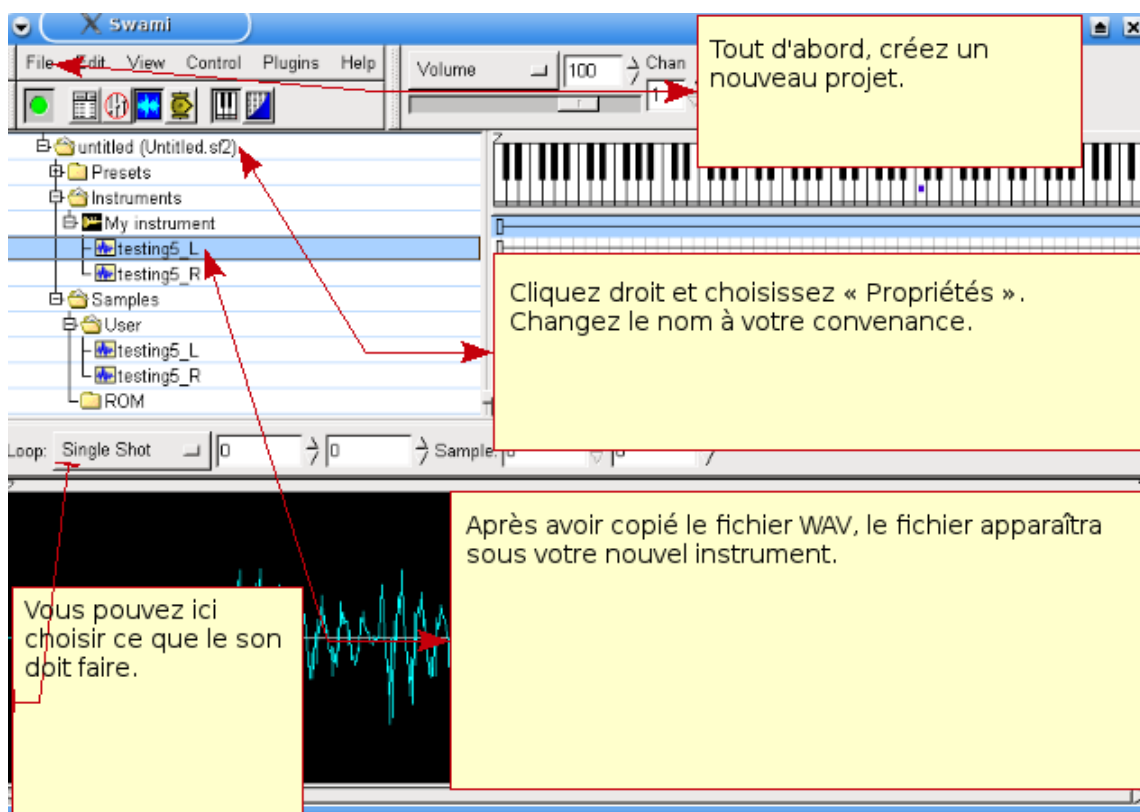 Swami
File Edit View Control Plugins Help
Volume 100 Chan
1
Tout d'abord, créez un
nouveau projet.
untitled (Untitled.sf2)
Presets
Instruments
My instrument
testing5_L
testing5_R
Samples
User
testing5_L
testing5_R
ROM
Cliquez droit et choisissez « Propriétés ».
Changez le nom à votre convenance.
Loop: Single Shot 0 0 Sample: 0 0
Après avoir copié le fichier WAV, le fichier apparaîtra
sous votre nouvel instrument.
Vous pouvez ici
choisir ce que le son
doit faire.